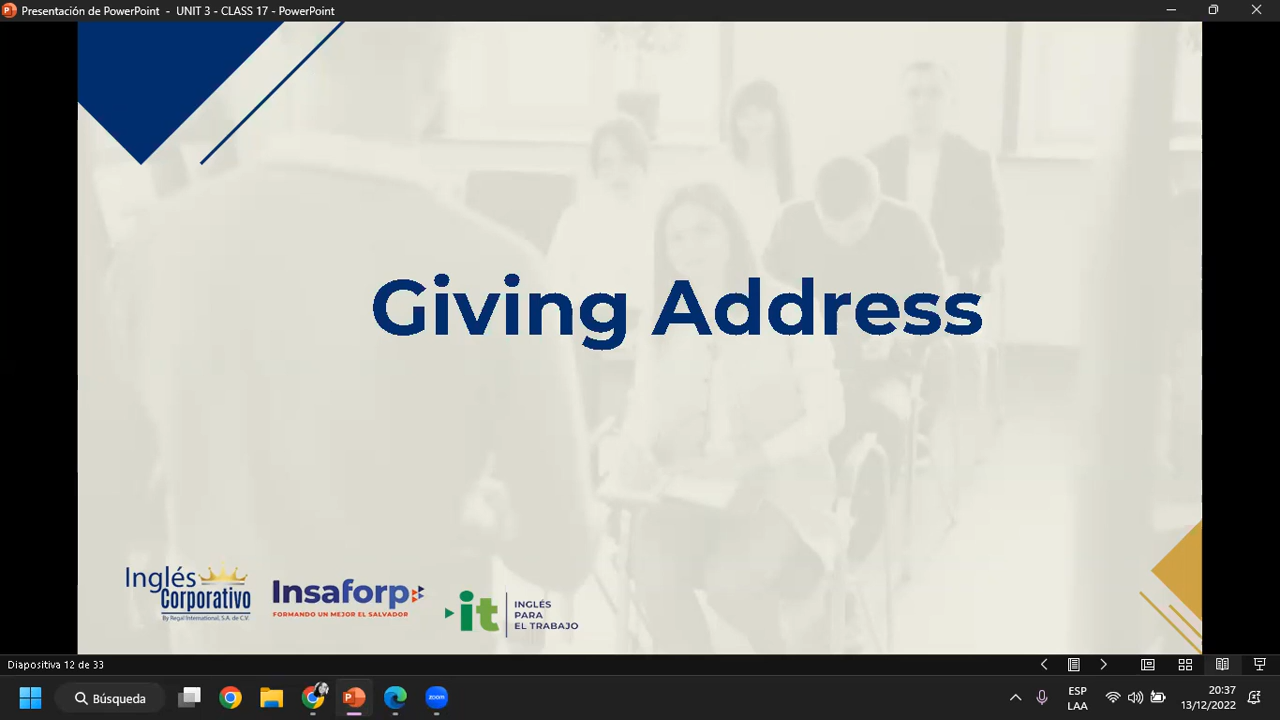 Presentación de PowerPoint - UNIT 3 - CLASS 17 - PowerPoint
Giving Address
Inglés
Corporativo
By Regal International, S.A. de C.V.
Insaforp
FORMANDO UN MEJOR EL SALVADOR
it
INGLÉS
PARA
EL TRABAJO
Diapositiva 12 de 33
Búsqueda
zoom
ESP
LAA
20:37
13/12/2022